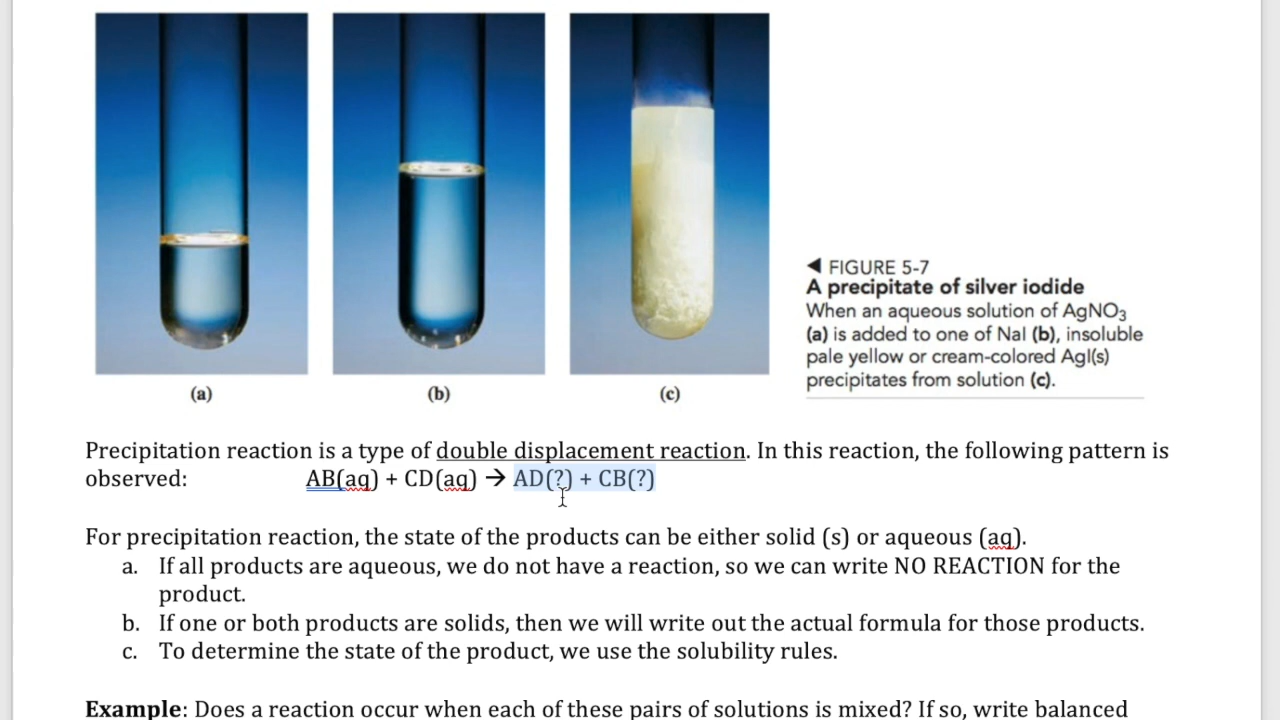 (a)
(b)
(c)
◀ FIGURE 5-7
A precipitate of silver iodide
When an aqueous solution of AgNO₃
(a) is added to one of NaI (b), insoluble
pale yellow or cream-colored AgI(s)
precipitates from solution (c).
Precipitation reaction is a type of double displacement reaction. In this reaction, the following pattern is
observed: AB(aq) + CD(aq) → AD(?) + CB(?)
For precipitation reaction, the state of the products can be either solid (s) or aqueous (aq).
a. If all products are aqueous, we do not have a reaction, so we can write NO REACTION for the
product.
b. If one or both products are solids, then we will write out the actual formula for those products.
c. To determine the state of the product, we use the solubility rules.
Example: Does a reaction occur when each of these pairs of solutions is mixed? If so, write balanced